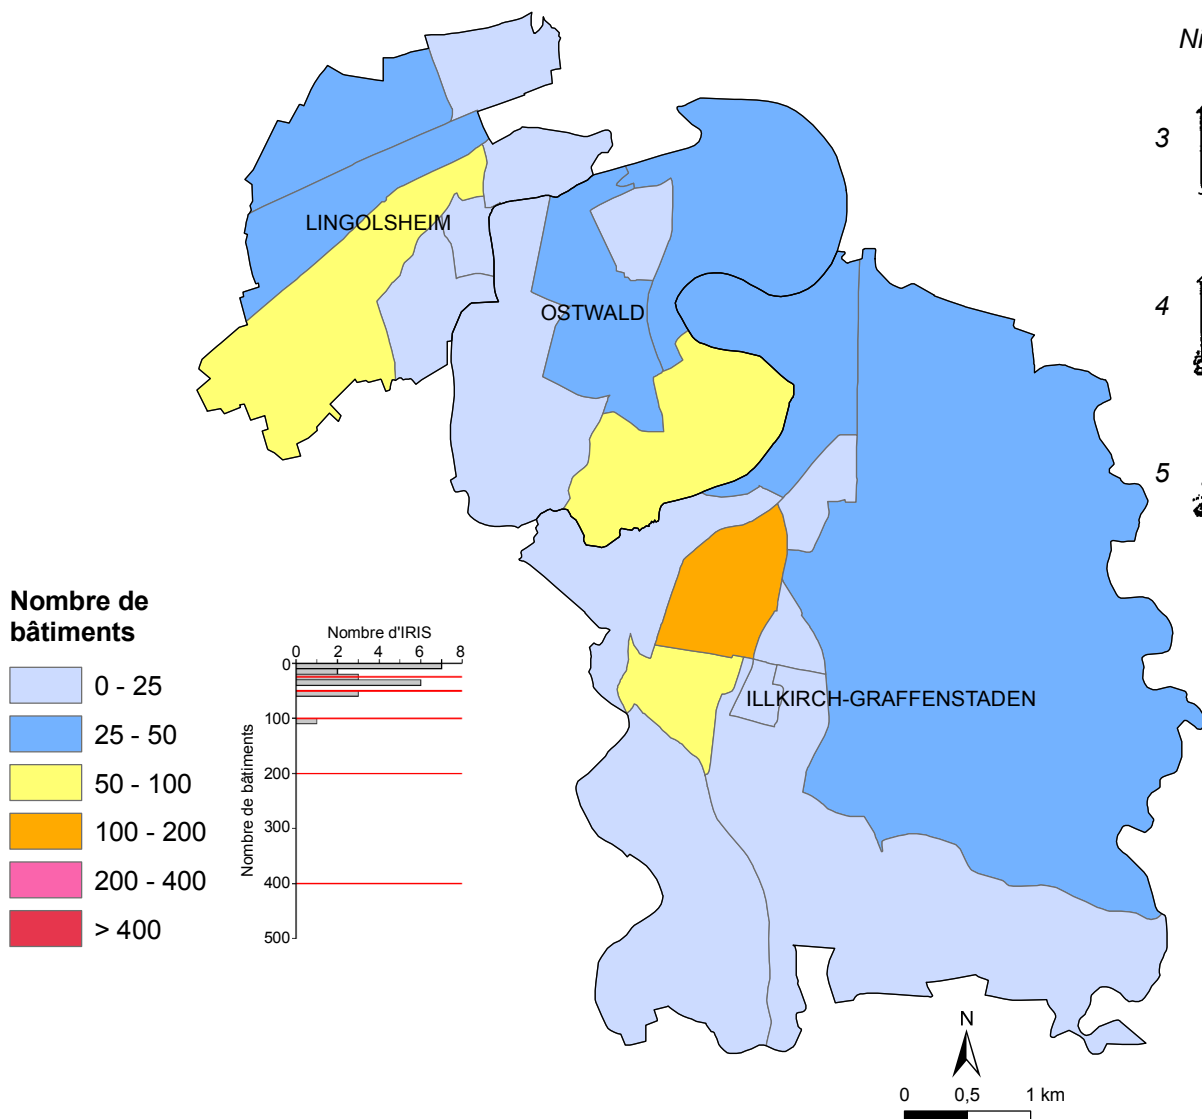 Ni
3
LINGOLSHEIM
OSTWALD
4
5
Nombre de
bâtiments
0 - 25
25 - 50
50 - 100
100 - 200
200 - 400
> 400
Nombre d'IRIS
0 2 4 6 8
0
100
200
300
400
500
Nombre de bâtiments
ILLKIRCH-GRAFFENSTADEN
N
0 0,5 1 km